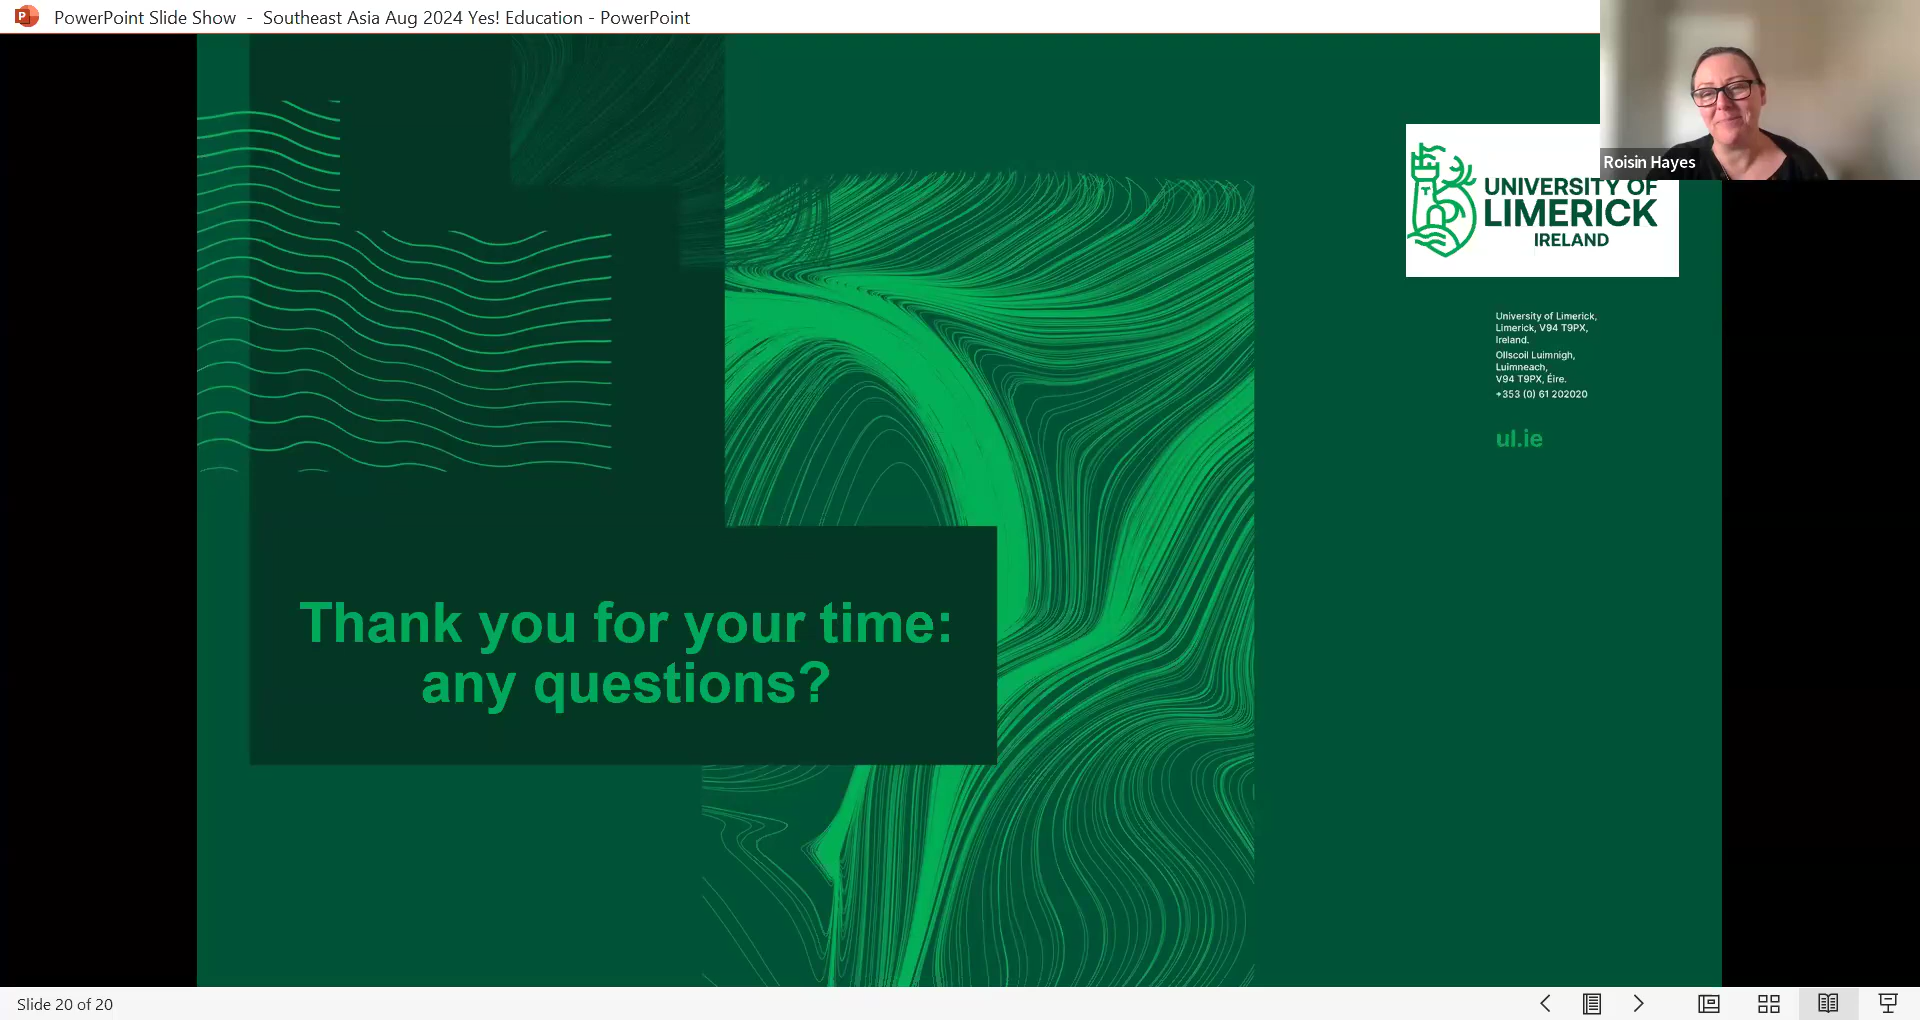 PowerPoint Slide Show - Southeast Asia Aug 2024 Yes! Education - PowerPoint
Roisin Hayes
UNIVERSITY OF
LIMERICK
IRELAND
University of Limerick,
Limerick, V94 T9PX,
Ireland.
Ollscoil Luimnigh,
Luimneach,
V94 T9PX, Éire.
+353 (0) 61 202020
ul.ie
Thank you for your time:
any questions?
Slide 20 of 20